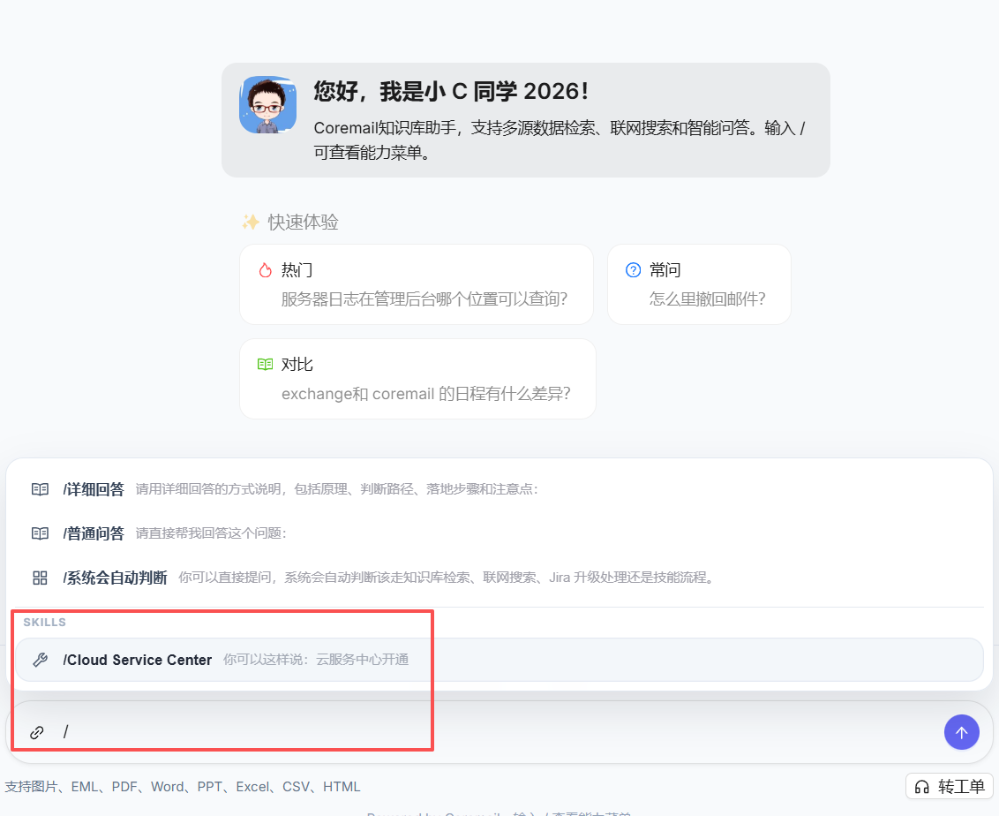 您好，我是小 C 同学 2026！
Coremail知识库助手，支持多源数据检索、联网搜索和智能问答。输入 /
可查看能力菜单。
✨ 快速体验
热门
服务器日志在管理后台哪个位置可以查询？
常问
怎么里撤回邮件？
对比
exchange和 coremail 的日程有什么差异？
/详细回答 请用详细回答的方式说明，包括原理、判断路径、落地步骤和注意点：
/普通问答 请直接帮我回答这个问题：
/系统会自动判断 你可以直接提问，系统会自动判断该走知识库检索、联网搜索、Jira 升级处理还是技能流程。
SKILLS
/Cloud Service Center 你可以这样说：云服务中心开通
/
支持图片、EML、PDF、Word、PPT、Excel、CSV、HTML
转工单
Powered by Coremail，输入 / 查看能力菜单